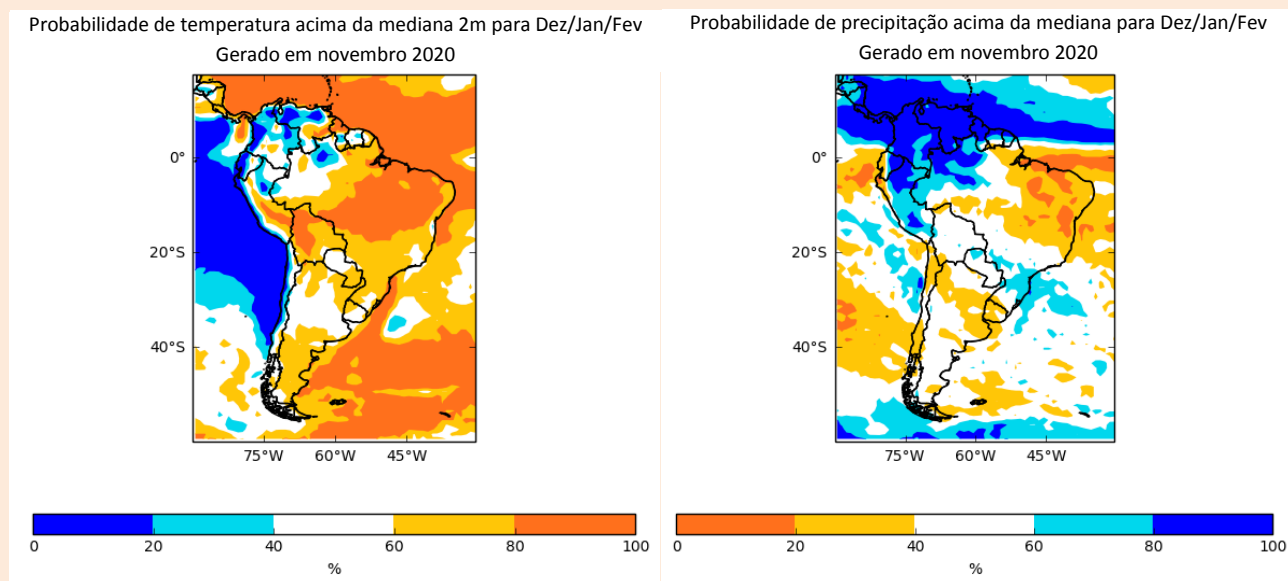 Probabilidade de temperatura acima da mediana 2m para Dez/Jan/Fev
Gerado em novembro 2020
0°
20°S
40°S
75°W 60°W 45°W
0 20 40 60 80 100
%
Probabilidade de precipitação acima da mediana para Dez/Jan/Fev
Gerado em novembro 2020
0°
20°S
40°S
75°W 60°W 45°W
0 20 40 60 80 100
%